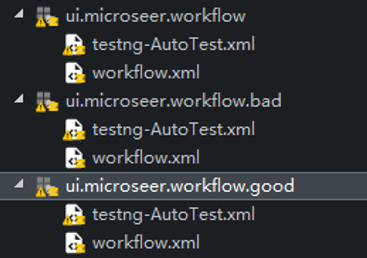 ui.microseer.workflow
testng-AutoTest.xml
workflow.xml
ui.microseer.workflow.bad
testng-AutoTest.xml
workflow.xml
ui.microseer.workflow.good
testng-AutoTest.xml
workflow.xml